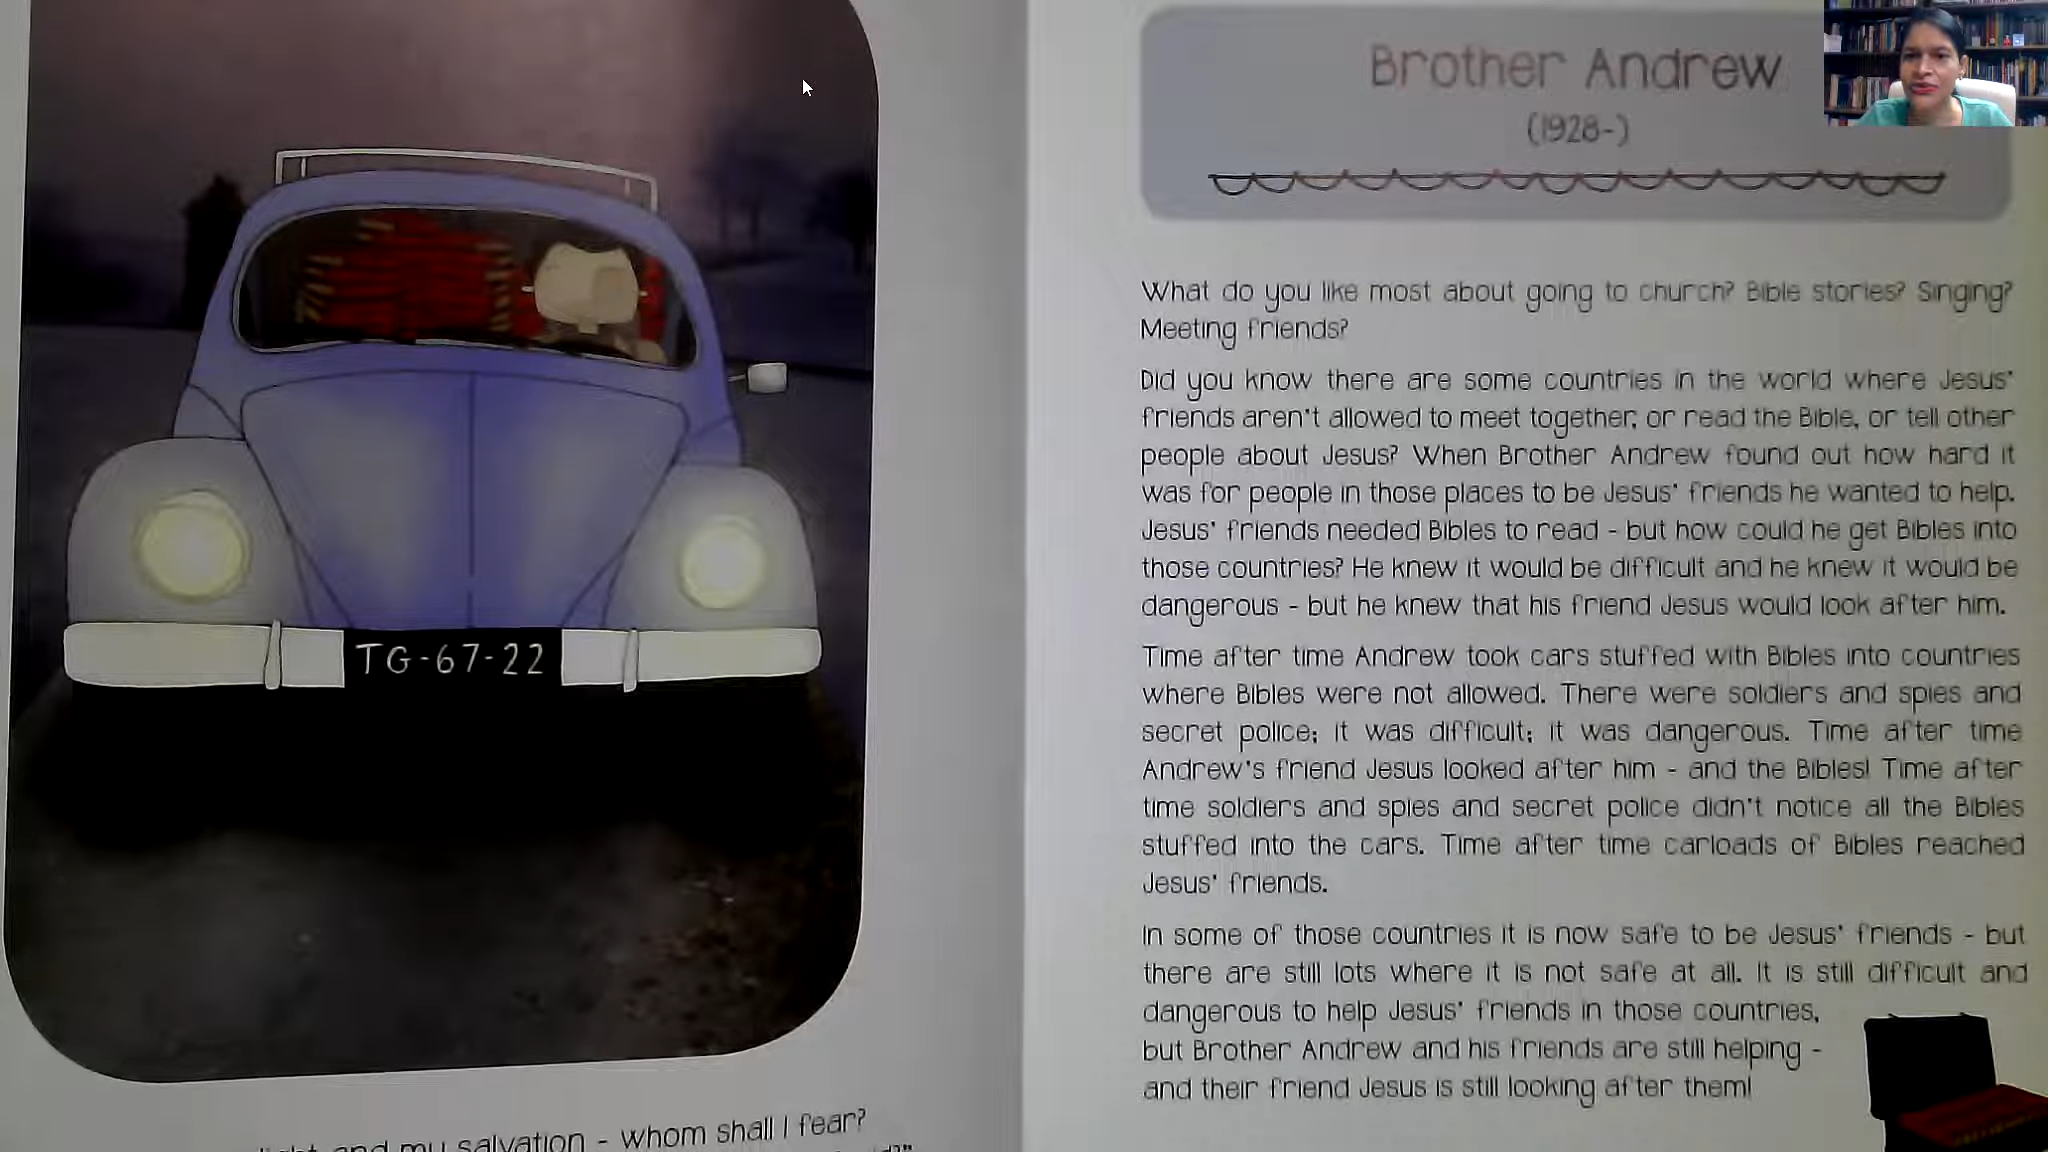 TG-67-22
light and my salvation - whom shall I fear?
Brother Andrew
(1928-)
What do you like most about going to church? Bible stories? Singing?
Meeting friends?
Did you know there are some countries in the world where Jesus'
friends aren't allowed to meet together, or read the Bible, or tell other
people about Jesus? When Brother Andrew found out how hard it
was for people in those places to be Jesus' friends he wanted to help.
Jesus' friends needed Bibles to read - but how could he get Bibles into
those countries? He knew it would be difficult and he knew it would be
dangerous - but he knew that his friend Jesus would look after him.
Time after time Andrew took cars stuffed with Bibles into countries
where Bibles were not allowed. There were soldiers and spies and
secret police; it was difficult; it was dangerous. Time after time
Andrew's friend Jesus looked after him - and the Bibles! Time after
time soldiers and spies and secret police didn't notice all the Bibles
stuffed into the cars. Time after time carloads of Bibles reached
Jesus' friends.
In some of those countries it is now safe to be Jesus' friends - but
there are still lots where it is not safe at all. It is still difficult and
dangerous to help Jesus' friends in those countries,
but Brother Andrew and his friends are still helping -
and their friend Jesus is still looking after them!